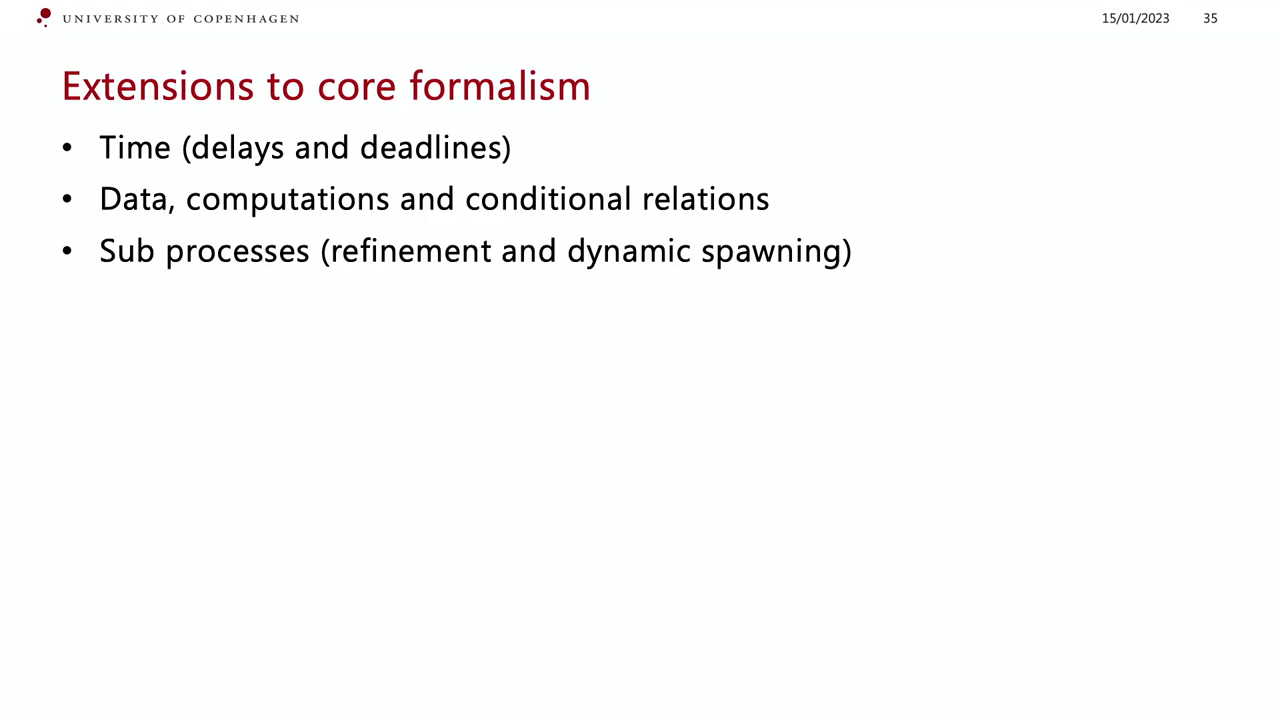 UNIVERSITY OF COPENHAGEN
15/01/2023 35
Extensions to core formalism
• Time (delays and deadlines)
• Data, computations and conditional relations
• Sub processes (refinement and dynamic spawning)